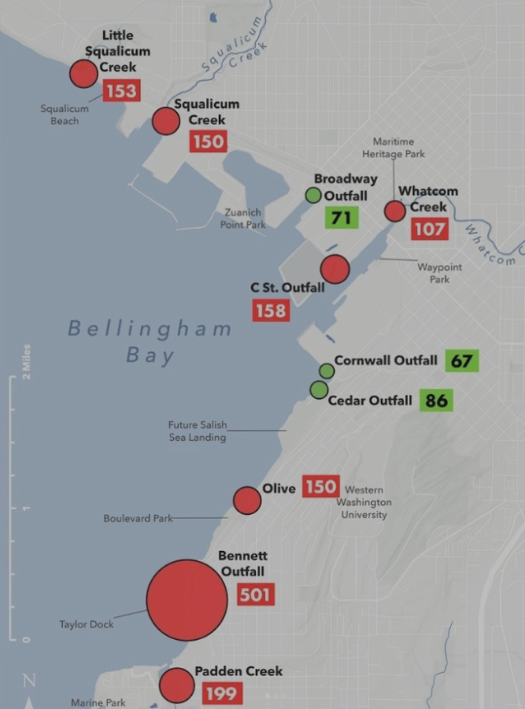 Little
Squalicum
Creek
153
Squalicum
Beach
Squalicum
Creek
Squalicum
Creek
150
Maritime
Heritage Park
Broadway
Outfall
71
Whatcom
Creek
107
Whatcom
Zuanich
Point Park
Waypoint
Park
C St. Outfall
158
Bellingham
Bay
2 Miles
Cornwall Outfall 67
Cedar Outfall 86
Future Salish
Sea Landing
Olive 150
Western
Washington
University
1
Boulevard Park
Bennett
Outfall
501
Taylor Dock
0
Padden Creek
199
N
Marine Park